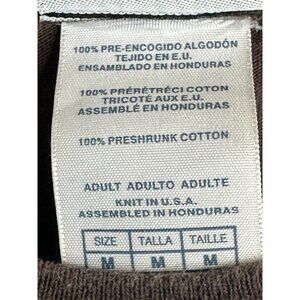 100% PRE-ENCOGIDO ALGODÓN
TEJIDO EN E.U.
ENSAMBLADO EN HONDURAS
100% PRÉRÉTRÉCI COTON
TRICOTÉ AUX E.U.
ASSEMBLÉ EN HONDURAS
100% PRESHRUNK COTTON
ADULT ADULTO ADULTE
KNIT IN U.S.A.
ASSEMBLED IN HONDURAS
SIZE TALLA TAILLE
M M M